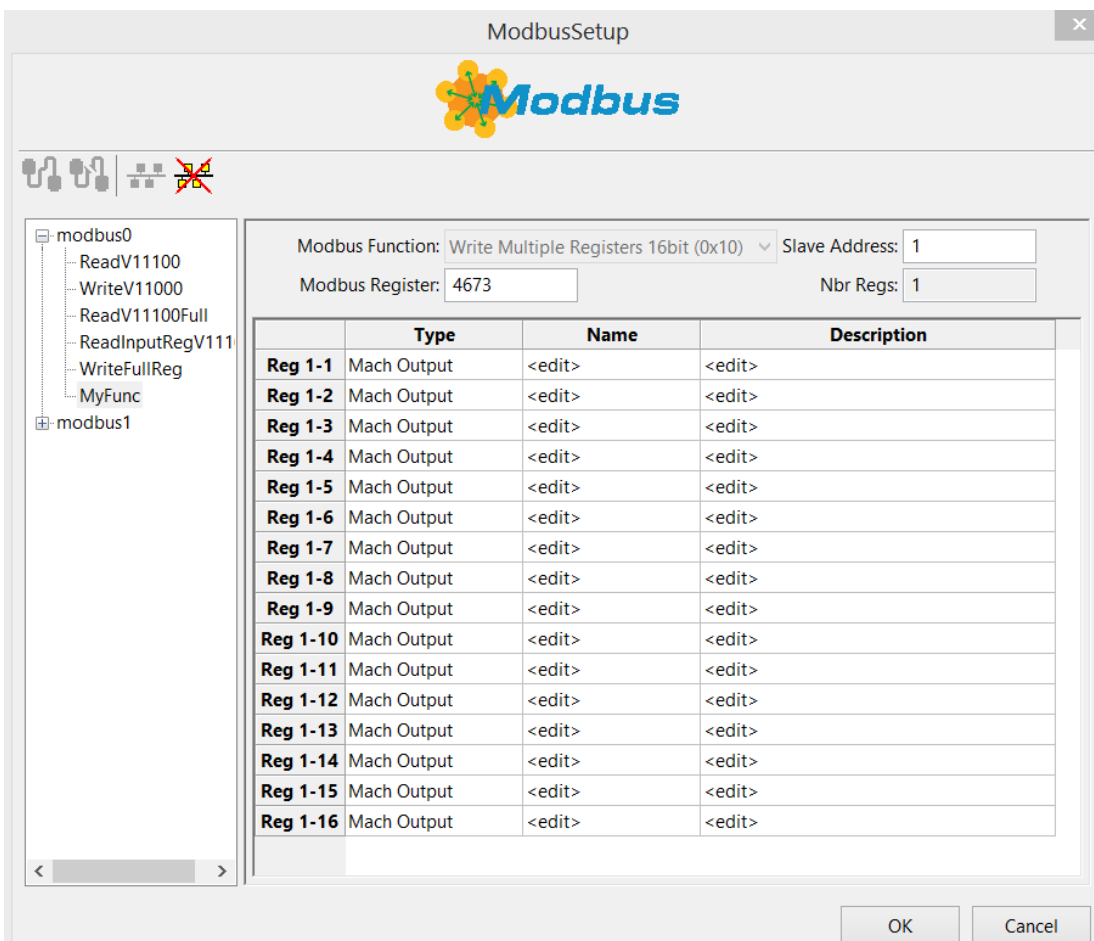 ModbusSetup
Modbus
modbus0
ReadV11100
WriteV11000
ReadV11100Full
ReadInputRegV111
WriteFullReg
MyFunc
modbus1
Modbus Function: Write Multiple Registers 16bit (0x10) Slave Address: 1
Modbus Register: 4673 Nbr Regs: 1
Type Name Description
Reg 1-1 Mach Output <edit> <edit>
Reg 1-2 Mach Output <edit> <edit>
Reg 1-3 Mach Output <edit> <edit>
Reg 1-4 Mach Output <edit> <edit>
Reg 1-5 Mach Output <edit> <edit>
Reg 1-6 Mach Output <edit> <edit>
Reg 1-7 Mach Output <edit> <edit>
Reg 1-8 Mach Output <edit> <edit>
Reg 1-9 Mach Output <edit> <edit>
Reg 1-10 Mach Output <edit> <edit>
Reg 1-11 Mach Output <edit> <edit>
Reg 1-12 Mach Output <edit> <edit>
Reg 1-13 Mach Output <edit> <edit>
Reg 1-14 Mach Output <edit> <edit>
Reg 1-15 Mach Output <edit> <edit>
Reg 1-16 Mach Output <edit> <edit>
OK Cancel